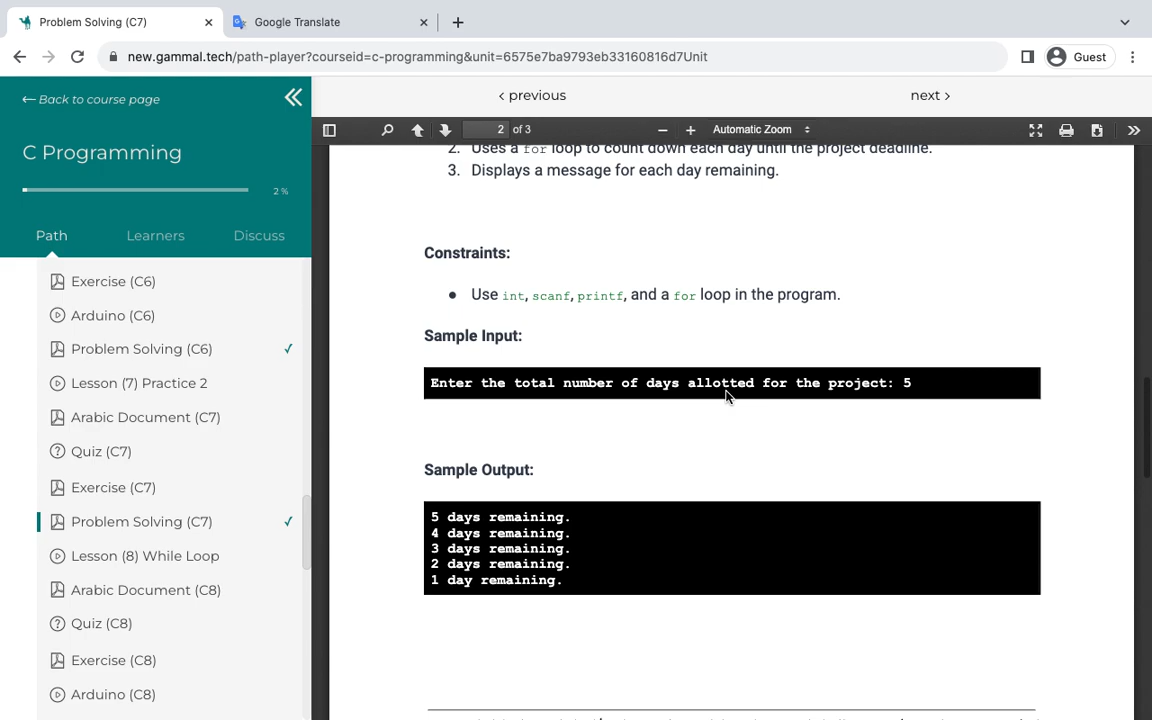 Problem Solving (C7)
Google Translate
new.gammal.tech/path-player?courseid=c-programming&unit=6575e7ba9793eb33160816d7Unit
Guest
Back to course page
C Programming
2 %
Path
Learners
Discuss
Exercise (C6)
Arduino (C6)
Problem Solving (C6)
Lesson (7) Practice 2
Arabic Document (C7)
Quiz (C7)
Exercise (C7)
Problem Solving (C7)
Lesson (8) While Loop
Arabic Document (C8)
Quiz (C8)
Exercise (C8)
Arduino (C8)
‹ previous
next ›
2 of 3
Automatic Zoom
2. Uses a for loop to count down each day until the project deadline.
3. Displays a message for each day remaining.
Constraints:
● Use int, scanf, printf, and a for loop in the program.
Sample Input:
Enter the total number of days allotted for the project: 5
Sample Output:
5 days remaining.
4 days remaining.
3 days remaining.
2 days remaining.
1 day remaining.